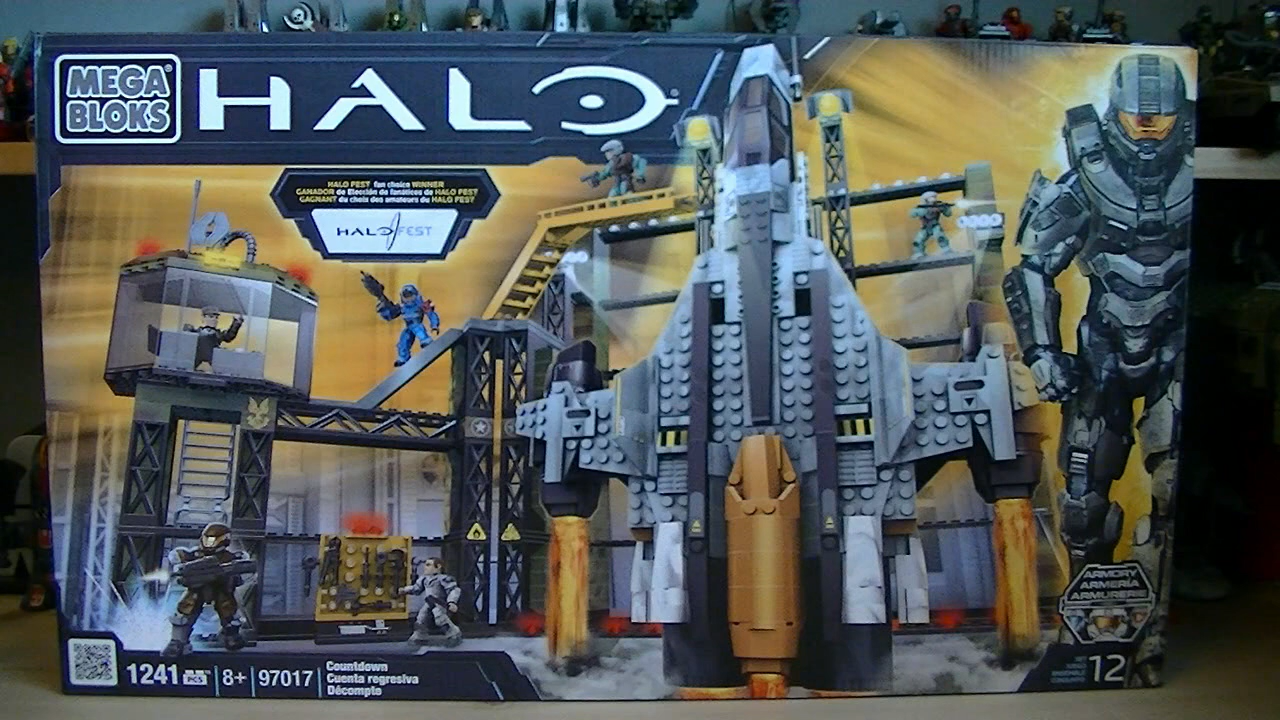 MEGA
BLOKS
HALO
HALO FEST fan choice WINNER
GANADOR de Elección de fanáticos de HALO FEST
GAGNANT du choix des amateurs du HALO FEST
HALO FEST
ARMORY
ARMERÍA
ARMURERIE
1241
8+
97017
Countdown
Cuenta regresiva
Décompte
12